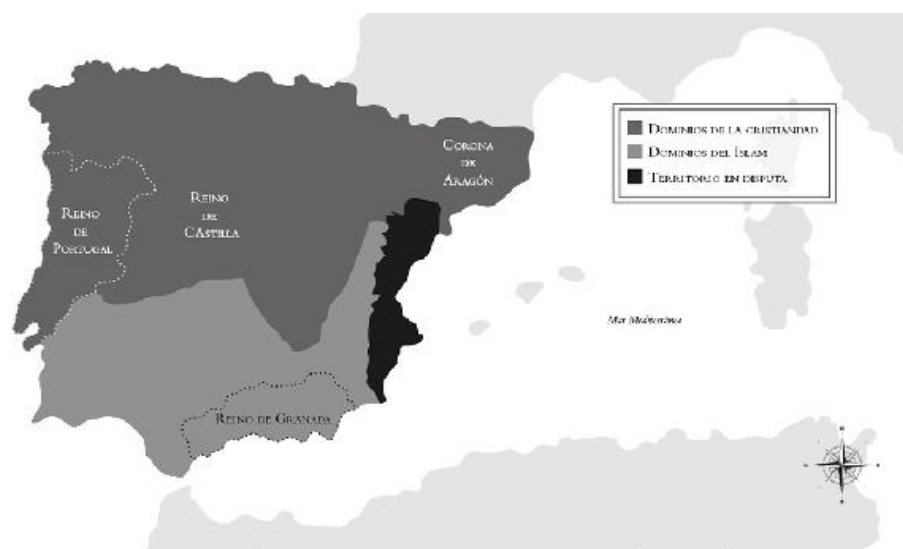 Corona
de
Aragón
Dominios de la cristiandad
Dominios del Islam
Territorio en disputa
Reino
de
Portugal
Reino
de
CAstilla
Mar Mediterráneo
Reino de Granada